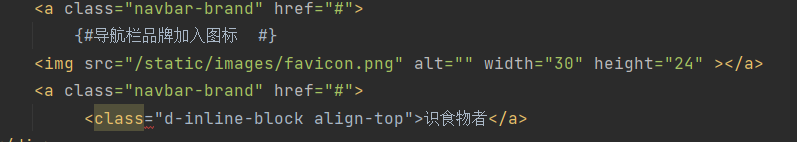 <a class="navbar-brand" href="#">
{#导航栏品牌加入图标  #}
<img src="/static/images/favicon.png" alt="" width="30" height="24" ></a>
<a class="navbar-brand" href="#">
<class="d-inline-block align-top">识食物者</a>